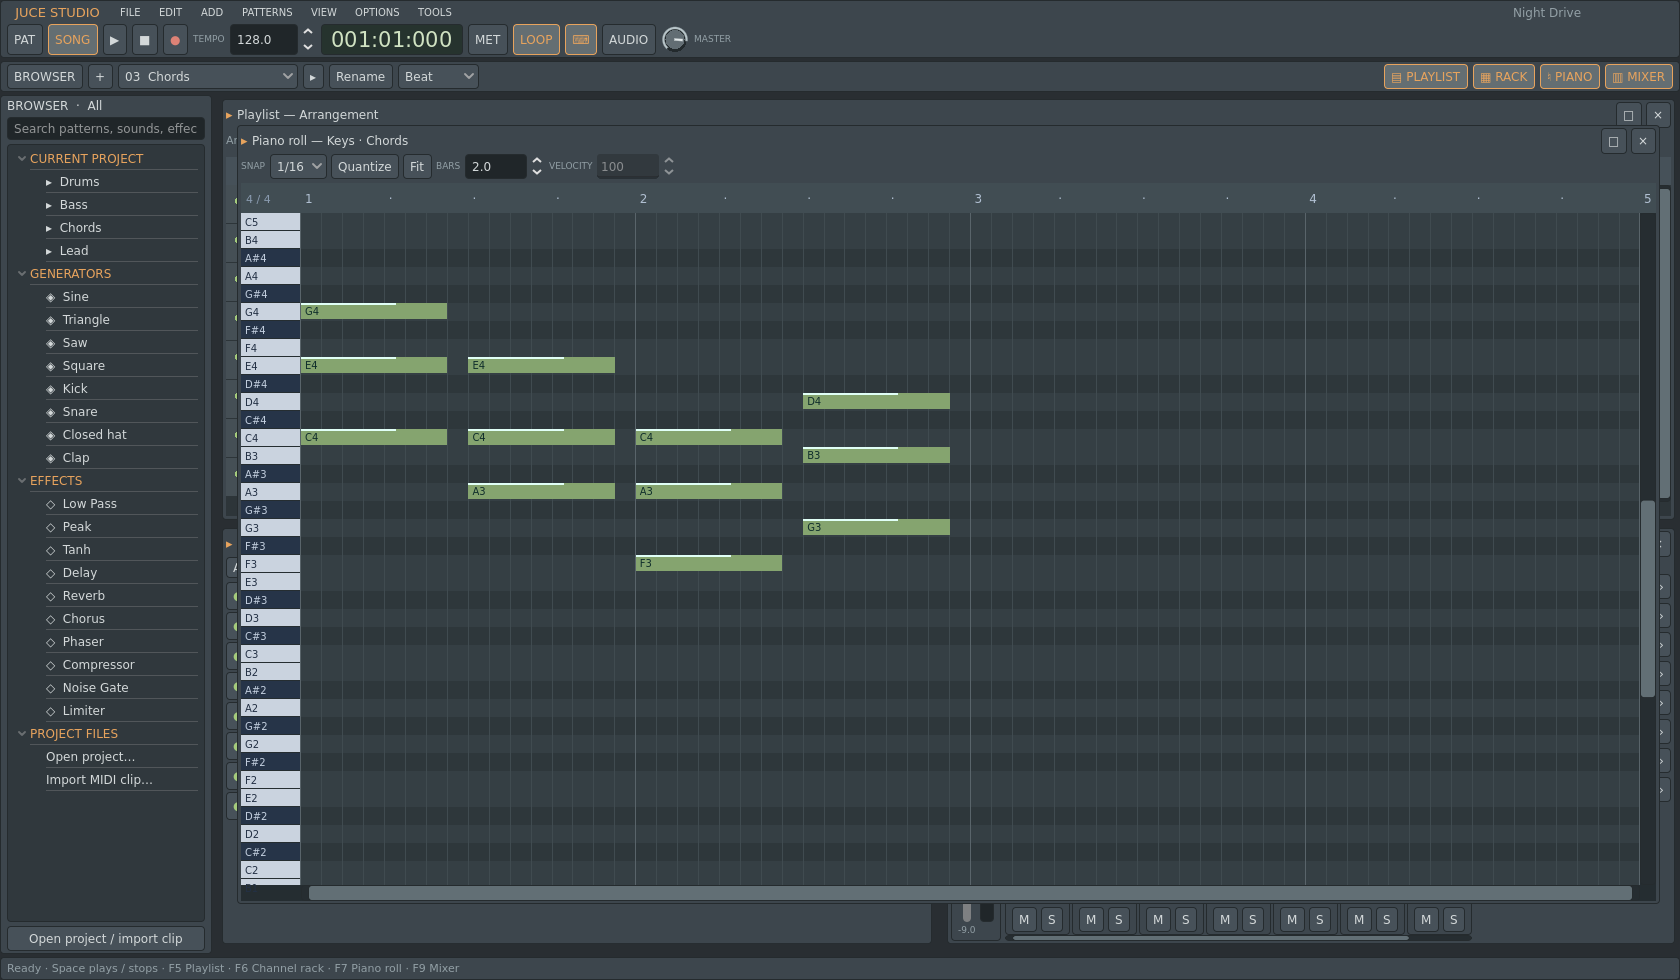 JUCE STUDIO FILE EDIT ADD PATTERNS VIEW OPTIONS TOOLS Night Drive
PAT SONG TEMPO 128.0 001:01:000 MET LOOP AUDIO MASTER
BROWSER + 03 Chords Rename Beat PLAYLIST RACK PIANO MIXER
BROWSER · All
Search patterns, sounds, effec
CURRENT PROJECT
Drums
Bass
Chords
Lead
GENERATORS
Sine
Triangle
Saw
Square
Kick
Snare
Closed hat
Clap
EFFECTS
Low Pass
Peak
Tanh
Delay
Reverb
Chorus
Phaser
Compressor
Noise Gate
Limiter
PROJECT FILES
Open project...
Import MIDI clip...
Open project / import clip
Playlist — Arrangement
Piano roll — Keys · Chords
SNAP 1/16 Quantize Fit BARS 2.0 VELOCITY 100
4 / 4 1 2 3 4 5
C5
B4
A#4
A4
G#4
G4 G4
F#4
F4
E4 E4 E4
D#4
D4 D4
C#4
C4 C4 C4 C4
B3 B3
A#3
A3 A3 A3
G#3
G3 G3
F#3
F3 F3
E3
D#3
D3
C#3
C3
B2
A#2
A2
G#2
G2
F#2
F2
E2
D#2
D2
C#2
C2
M S M S M S M S M S M S M S
-9.0
Ready · Space plays / stops · F5 Playlist · F6 Channel rack · F7 Piano roll · F9 Mixer